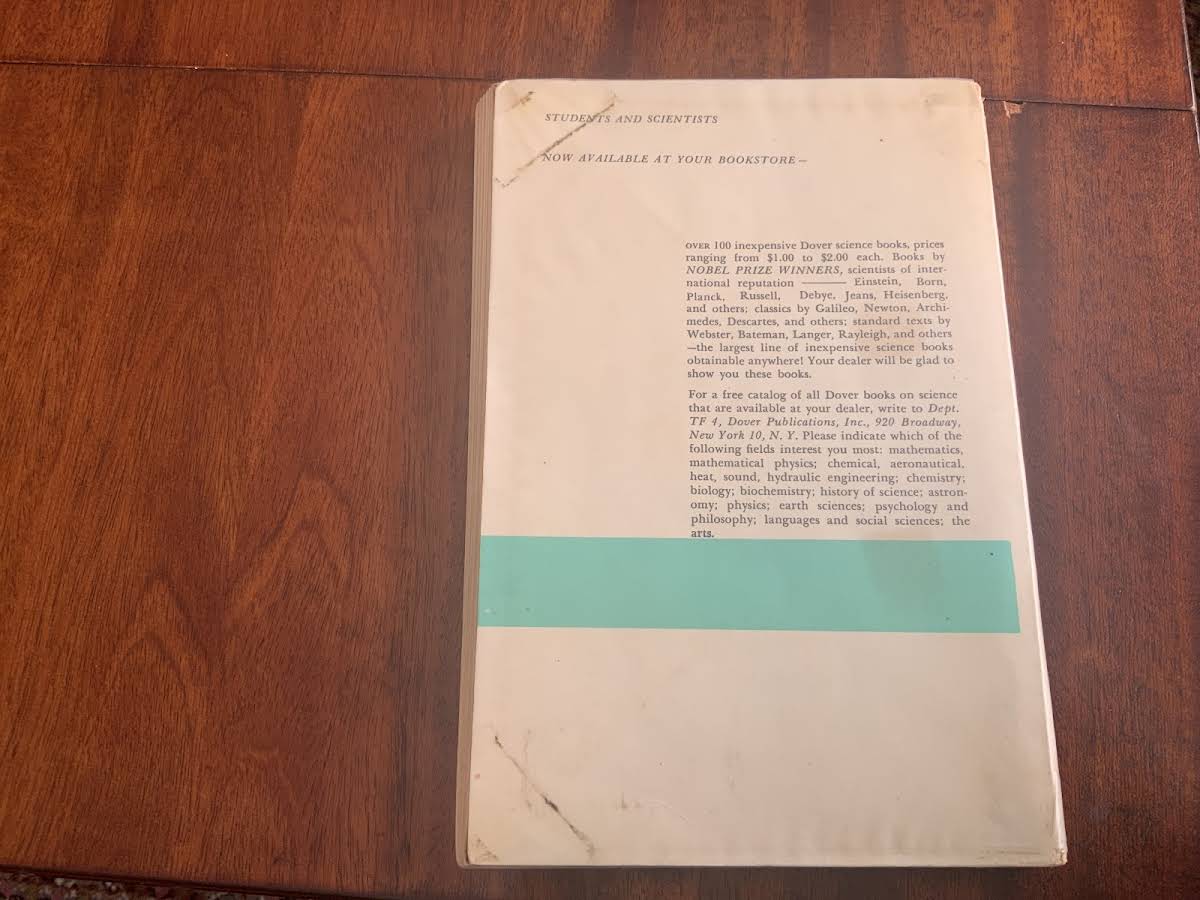 STUDENTS AND SCIENTISTS
NOW AVAILABLE AT YOUR BOOKSTORE—
OVER 100 inexpensive Dover science books, prices
ranging from $1.00 to $2.00 each. Books by
NOBEL PRIZE WINNERS, scientists of inter-
national reputation ——— Einstein, Born,
Planck, Russell, Debye, Jeans, Heisenberg,
and others; classics by Galileo, Newton, Archi-
medes, Descartes, and others; standard texts by
Webster, Bateman, Langer, Rayleigh, and others
—the largest line of inexpensive science books
obtainable anywhere! Your dealer will be glad to
show you these books.
For a free catalog of all Dover books on science
that are available at your dealer, write to Dept.
TF 4, Dover Publications, Inc., 920 Broadway,
New York 10, N. Y. Please indicate which of the
following fields interest you most: mathematics,
mathematical physics; chemical, aeronautical,
heat, sound, hydraulic engineering; chemistry;
biology; biochemistry; history of science; astron-
omy; physics; earth sciences; psychology and
philosophy; languages and social sciences; the
arts.